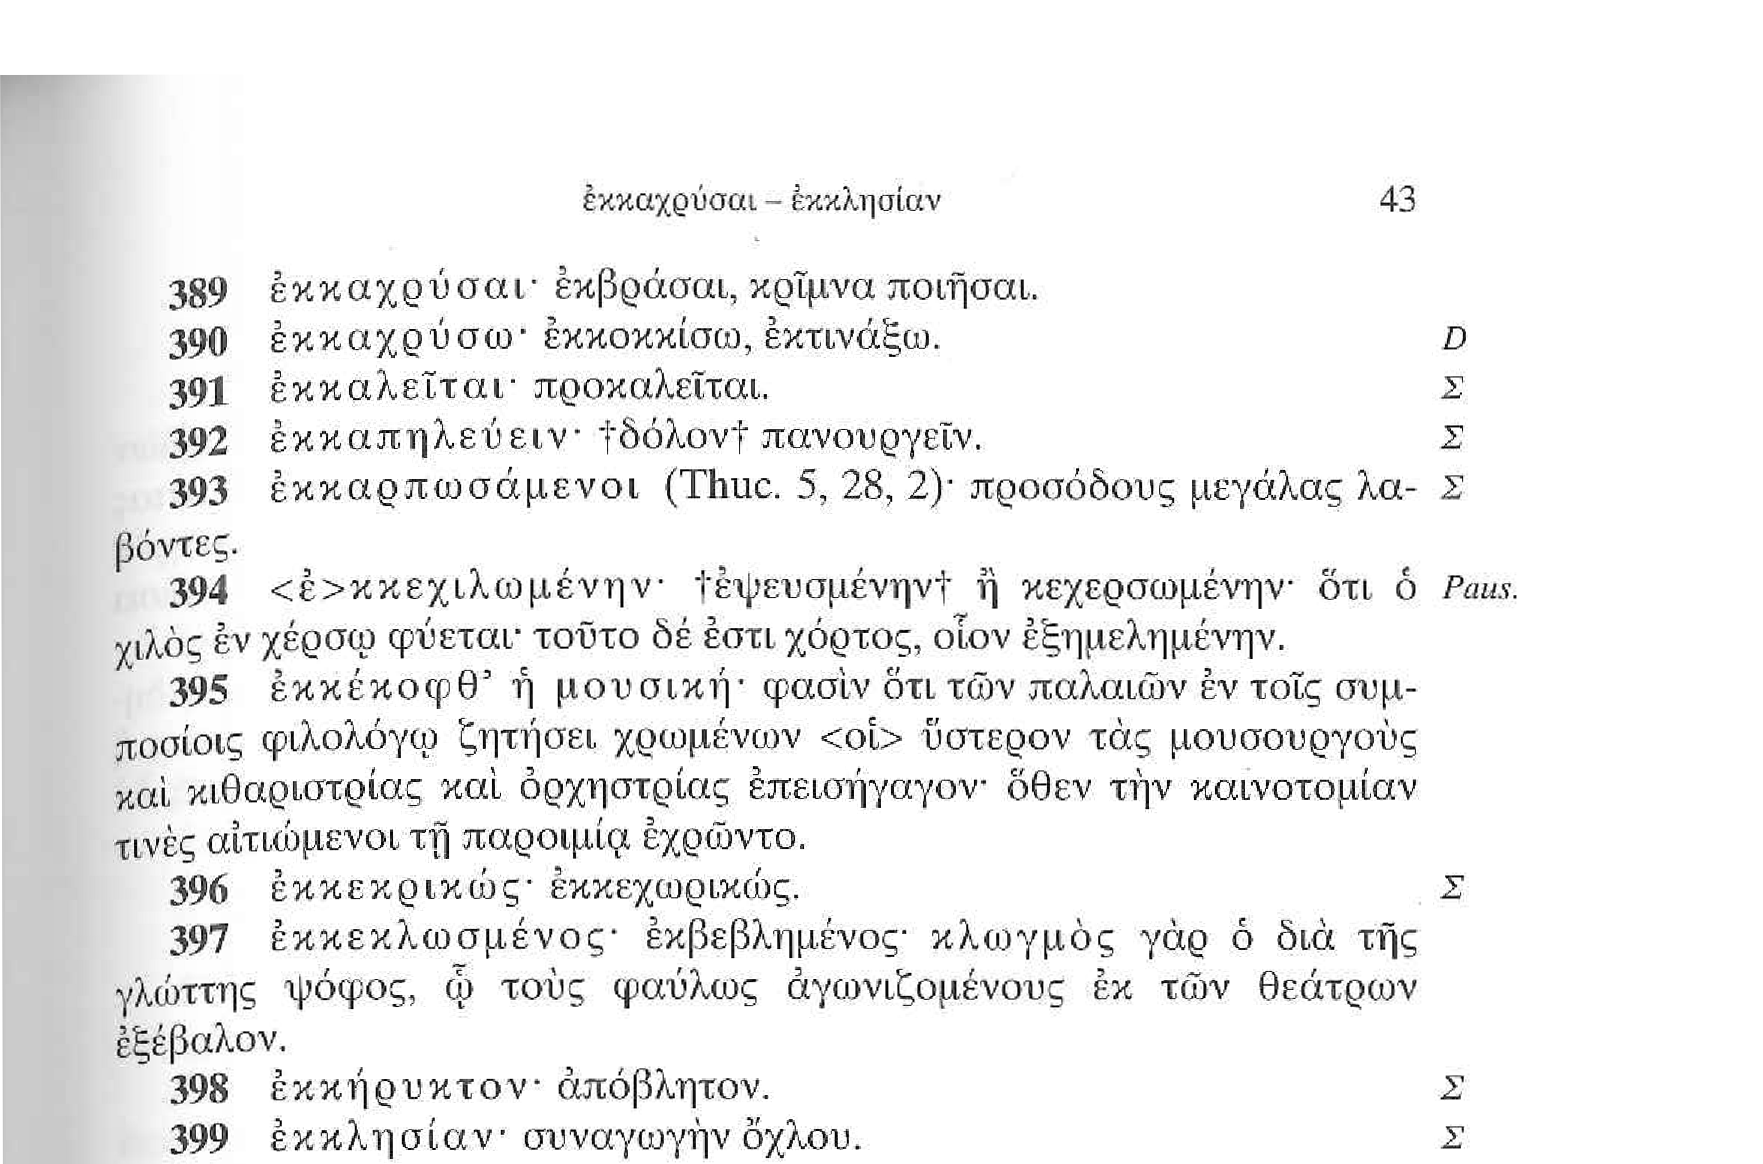 ἐκκαχρύσαι – ἐκκλησίαν 43
389 ἐκκαχρύσαι· ἐκβράσαι, κρῖμνα ποιῆσαι.
390 ἐκκαχρύσω· ἐκκοκκίσω, ἐκτινάξω. D
391 ἐκκαλεῖται· προκαλεῖται. Σ
392 ἐκκαπηλεύειν· †δόλον† πανουργεῖν. Σ
393 ἐκκαρπωσάμενοι (Thuc. 5, 28, 2)· προσόδους μεγάλας λα- Σ
βόντες.
394 <ἐ>κκεχιλωμένην· †ἐψευσμένην† ἢ κεχερσωμένην· ὅτι ὁ Paus.
χιλὸς ἐν χέρσῳ φύεται· τοῦτο δέ ἐστι χόρτος, οἷον ἐξημελημένην.
395 ἐκκέκοφθ’ ἡ μουσική· φασὶν ὅτι τῶν παλαιῶν ἐν τοῖς συμ-
ποσίοις φιλολόγῳ ζητήσει χρωμένων <οἱ> ὕστερον τὰς μουσουργοὺς
καὶ κιθαριστρίας καὶ ὀρχηστρίας ἐπεισήγαγον· ὅθεν τὴν καινοτομίαν
τινὲς αἰτιώμενοι τῇ παροιμίᾳ ἐχρῶντο.
396 ἐκκεκρικώς· ἐκκεχωρικώς. Σ
397 ἐκκεκλωσμένος· ἐκβεβλημένος· κλωγμὸς γὰρ ὁ διὰ τῆς
γλώττης ψόφος, ᾧ τοὺς φαύλως ἀγωνιζομένους ἐκ τῶν θεάτρων
ἐξέβαλον.
398 ἐκκήρυκτον· ἀπόβλητον. Σ
399 ἐκκλησίαν· συναγωγὴν ὄχλου. Σ